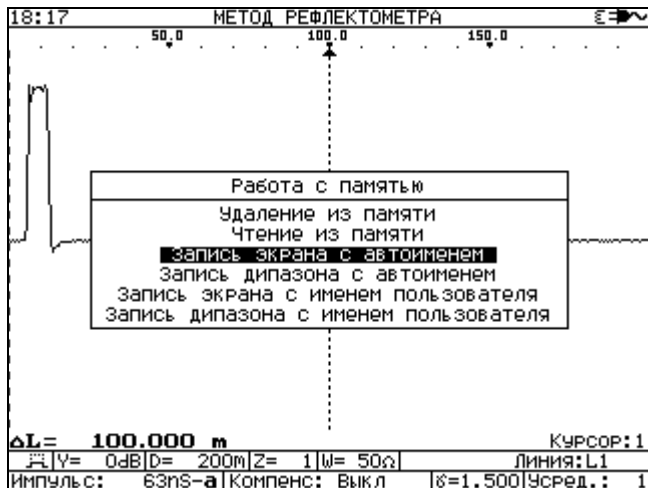 18:17 МЕТОД РЕФЛЕКТОМЕТРА
50.0 100.0 150.0
Работа с памятью
Удаление из памяти
Чтение из памяти
Запись экрана с автоименем
Запись дипазона с автоименем
Запись экрана с именем пользователя
Запись дипазона с именем пользователя
ΔL= 100.000 m Курсор:1
Y= 0dB D= 200m Z= 1 W= 50Ω Линия:L1
Импульс: 63nS-a Компенс: Выкл ɣ=1.500 Усред.: 1